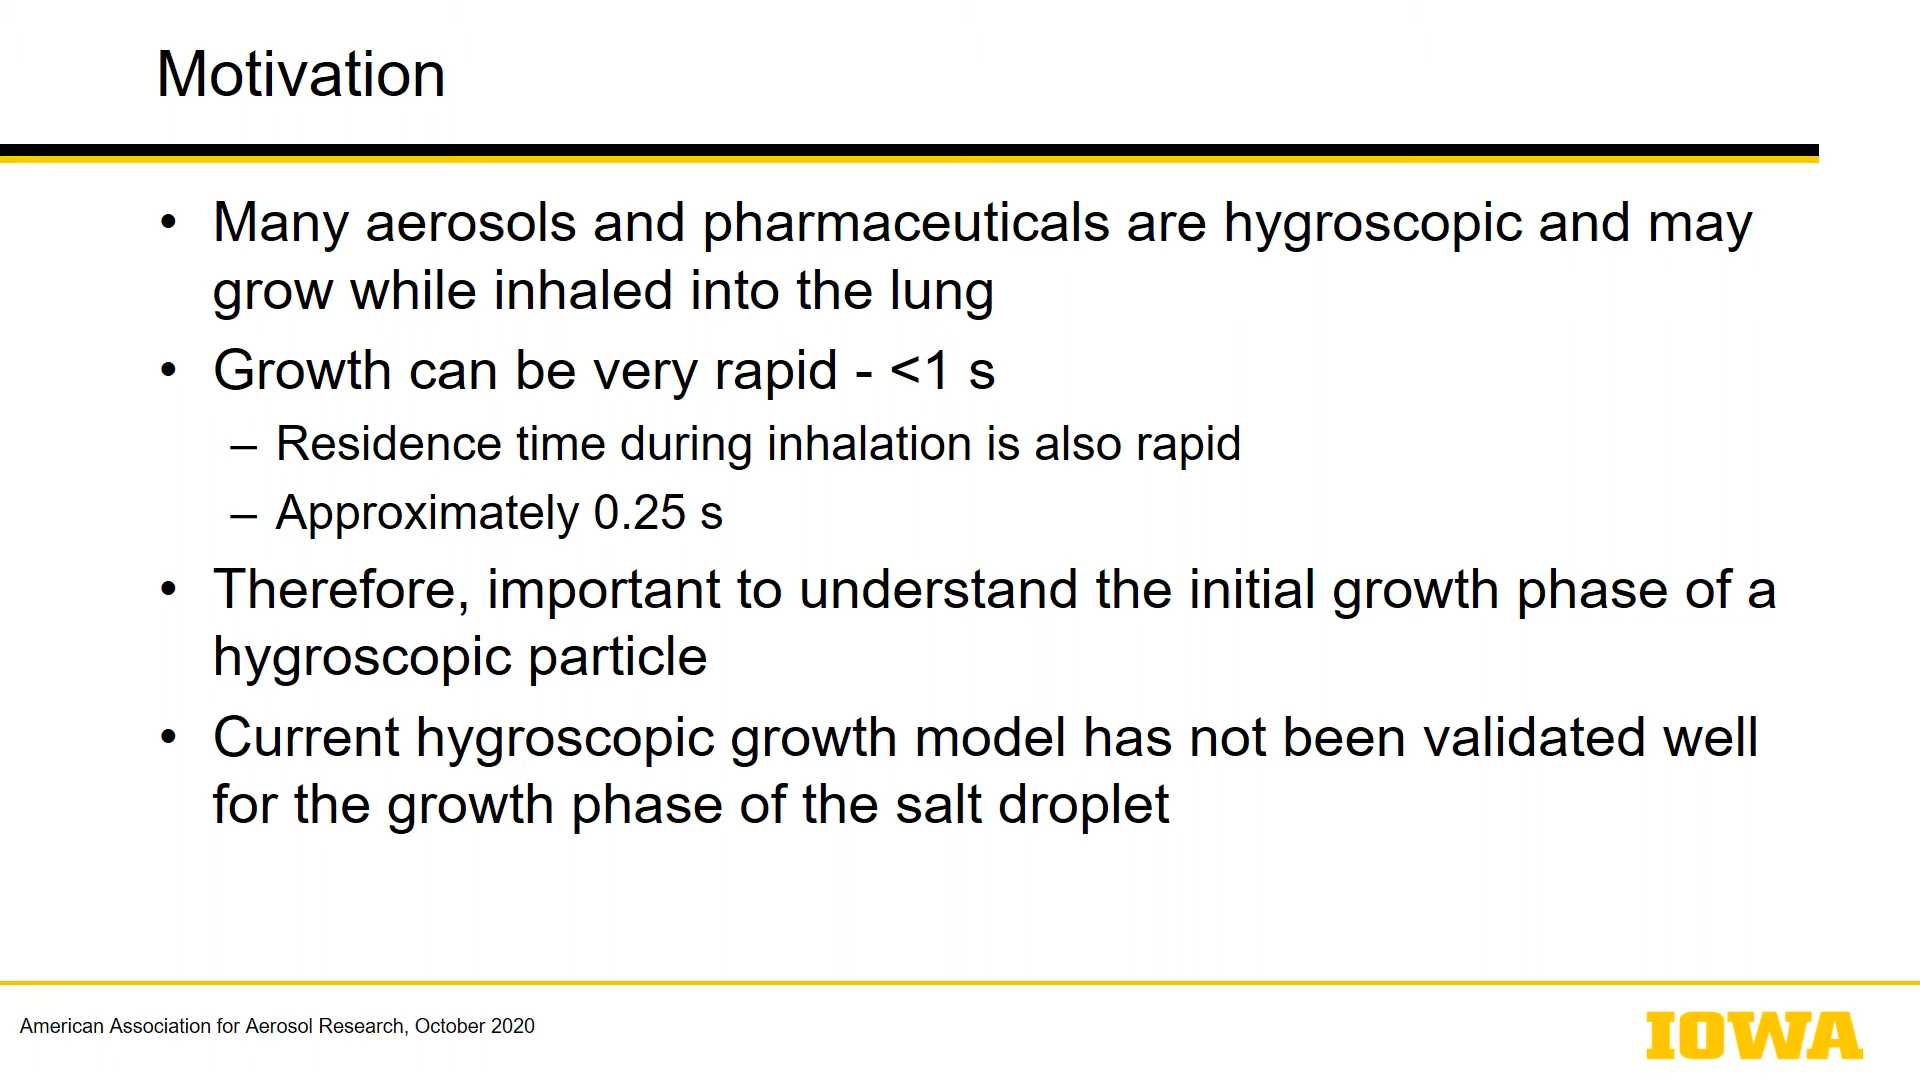 Motivation
• Many aerosols and pharmaceuticals are hygroscopic and may
grow while inhaled into the lung
• Growth can be very rapid - <1 s
– Residence time during inhalation is also rapid
– Approximately 0.25 s
• Therefore, important to understand the initial growth phase of a
hygroscopic particle
• Current hygroscopic growth model has not been validated well
for the growth phase of the salt droplet
American Association for Aerosol Research, October 2020
IOWA